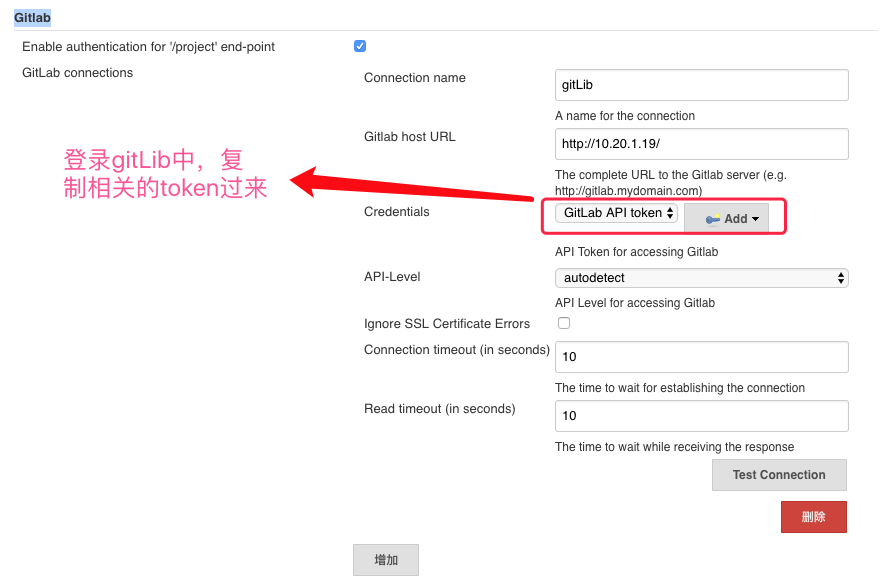 Gitlab
Enable authentication for '/project' end-point
GitLab connections
Connection name
gitLib
A name for the connection
Gitlab host URL
http://10.20.1.19/
The complete URL to the Gitlab server (e.g.
http://gitlab.mydomain.com)
登录gitLib中，复
制相关的token过来
Credentials
GitLab API token
Add
API Token for accessing Gitlab
API-Level
autodetect
API Level for accessing Gitlab
Ignore SSL Certificate Errors
Connection timeout (in seconds)
10
The time to wait for establishing the connection
Read timeout (in seconds)
10
The time to wait while receiving the response
Test Connection
删除
增加